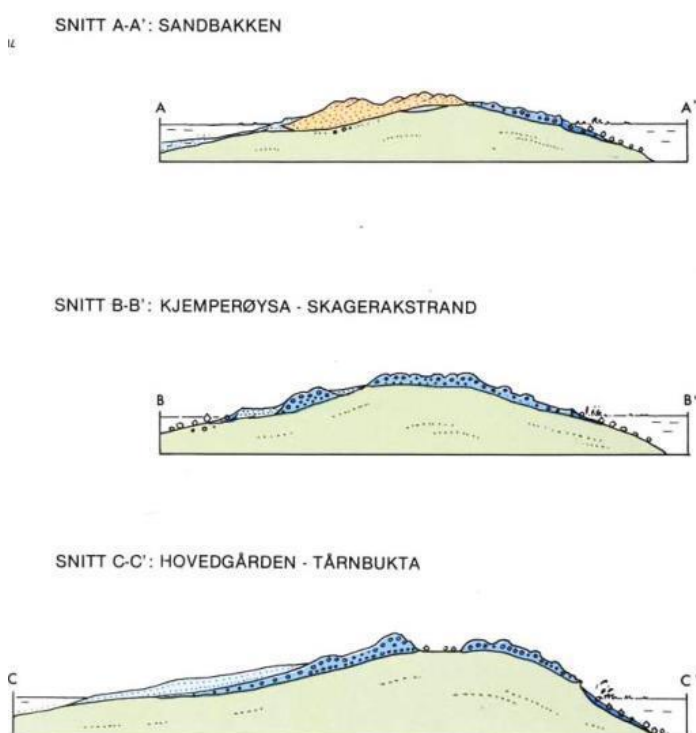 SNITT A-A': SANDBAKKEN
A
A'
SNITT B-B': KJEMPERØYSA - SKAGERAKSTRAND
B
B'
SNITT C-C': HOVEDGÅRDEN - TÅRNBUKTA
C
C'